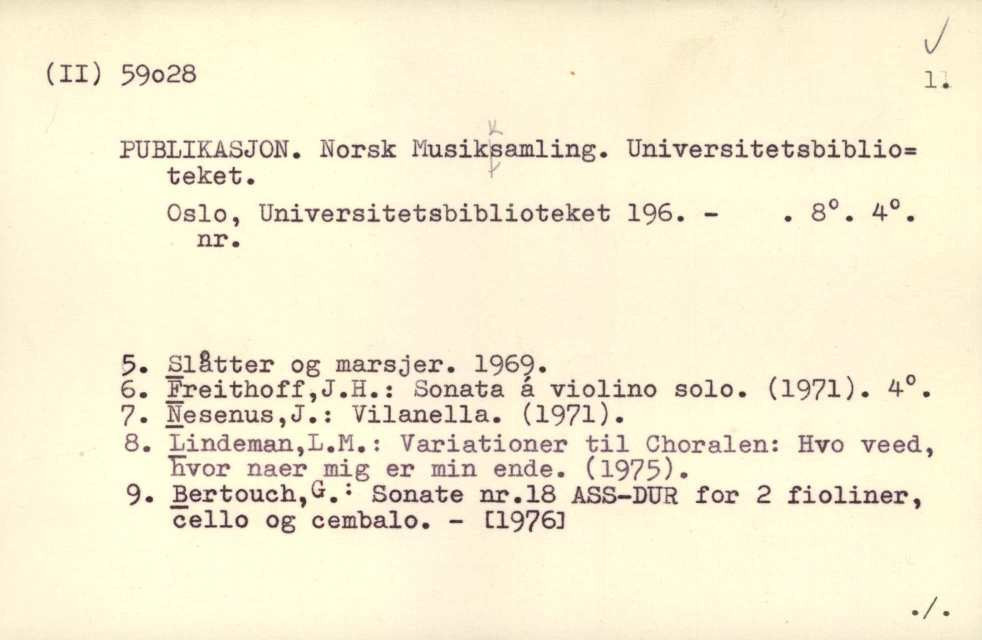 (II) 59o28
11.
PUBLIKASJON. Norsk Musiksamling. Universitetsbiblio=
teket.
Oslo, Universitetsbiblioteket 196. - . 8°. 4°.
nr.
5. Slåtter og marsjer. 1969.
6. Freithoff,J.H.: Sonata á violino solo. (1971). 4°.
7. Nesenus,J.: Vilanella. (1971).
8. Lindeman,L.M.: Variationer til Choralen: Hvo veed,
hvor naer mig er min ende. (1975).
9. Bertouch,G.: Sonate nr.18 ASS-DUR for 2 fioliner,
cello og cembalo. - [1976]
./.